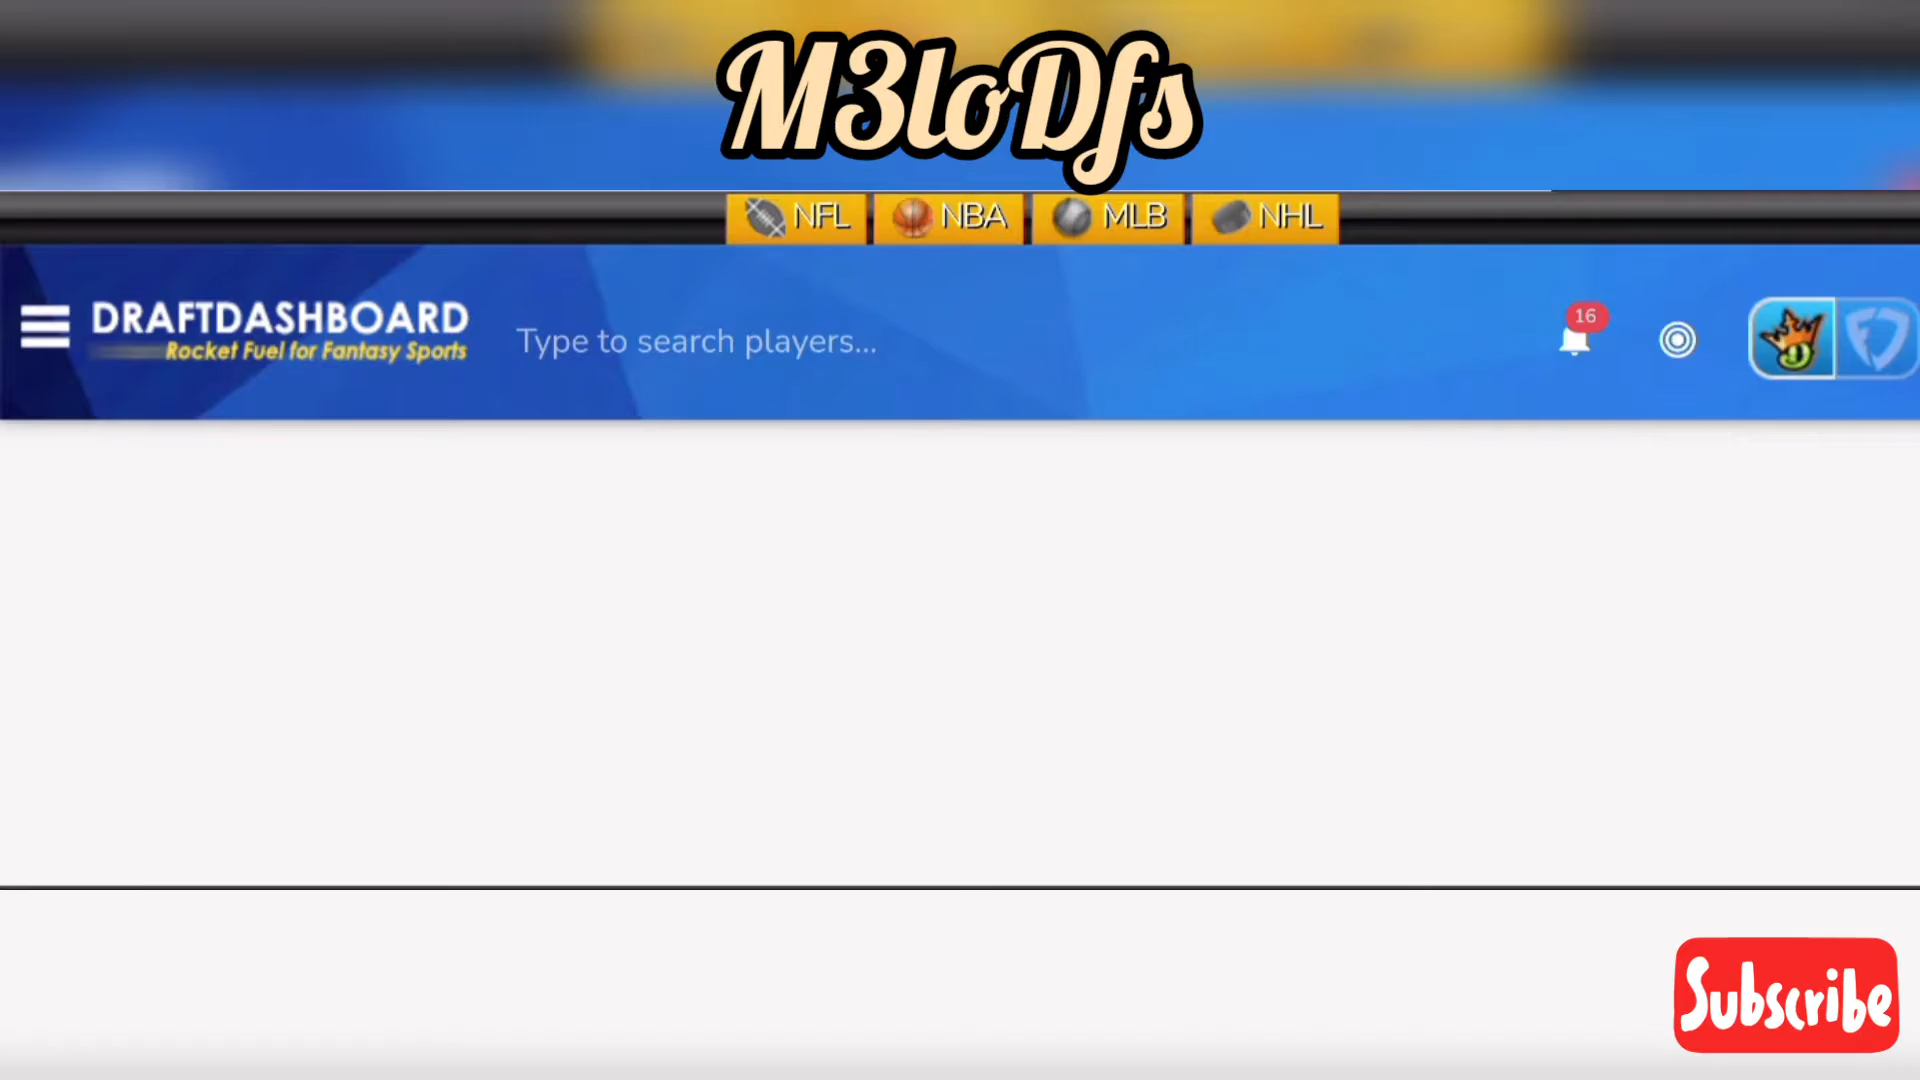 M3loDfs
NFL NBA MLB NHL
DRAFTDASHBOARD
Rocket Fuel for Fantasy Sports
Type to search players...
16
Subscribe